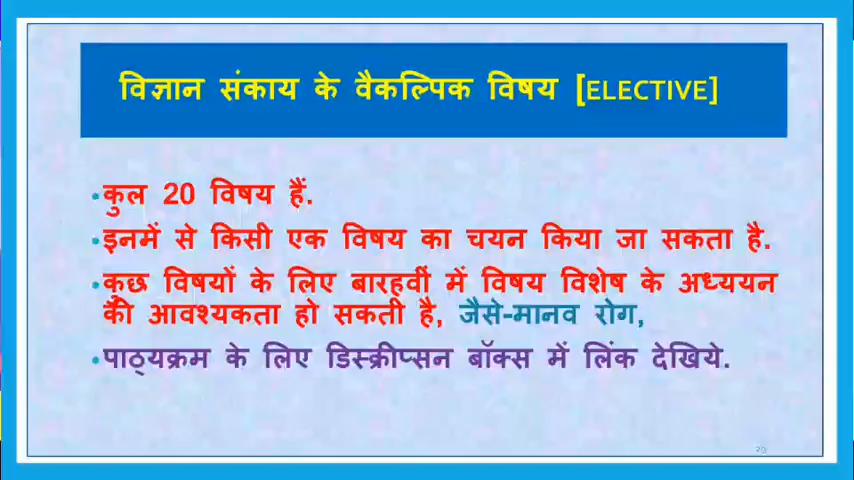 विज्ञान संकाय के वैकल्पिक विषय [ELECTIVE]
•कुल 20 विषय हैं.
•इनमें से किसी एक विषय का चयन किया जा सकता है.
•कुछ विषयों के लिए बारहवीं में विषय विशेष के अध्ययन
की आवश्यकता हो सकती है, जैसे-मानव रोग,
•पाठ्यक्रम के लिए डिस्क्रीप्सन बॉक्स में लिंक देखिये.